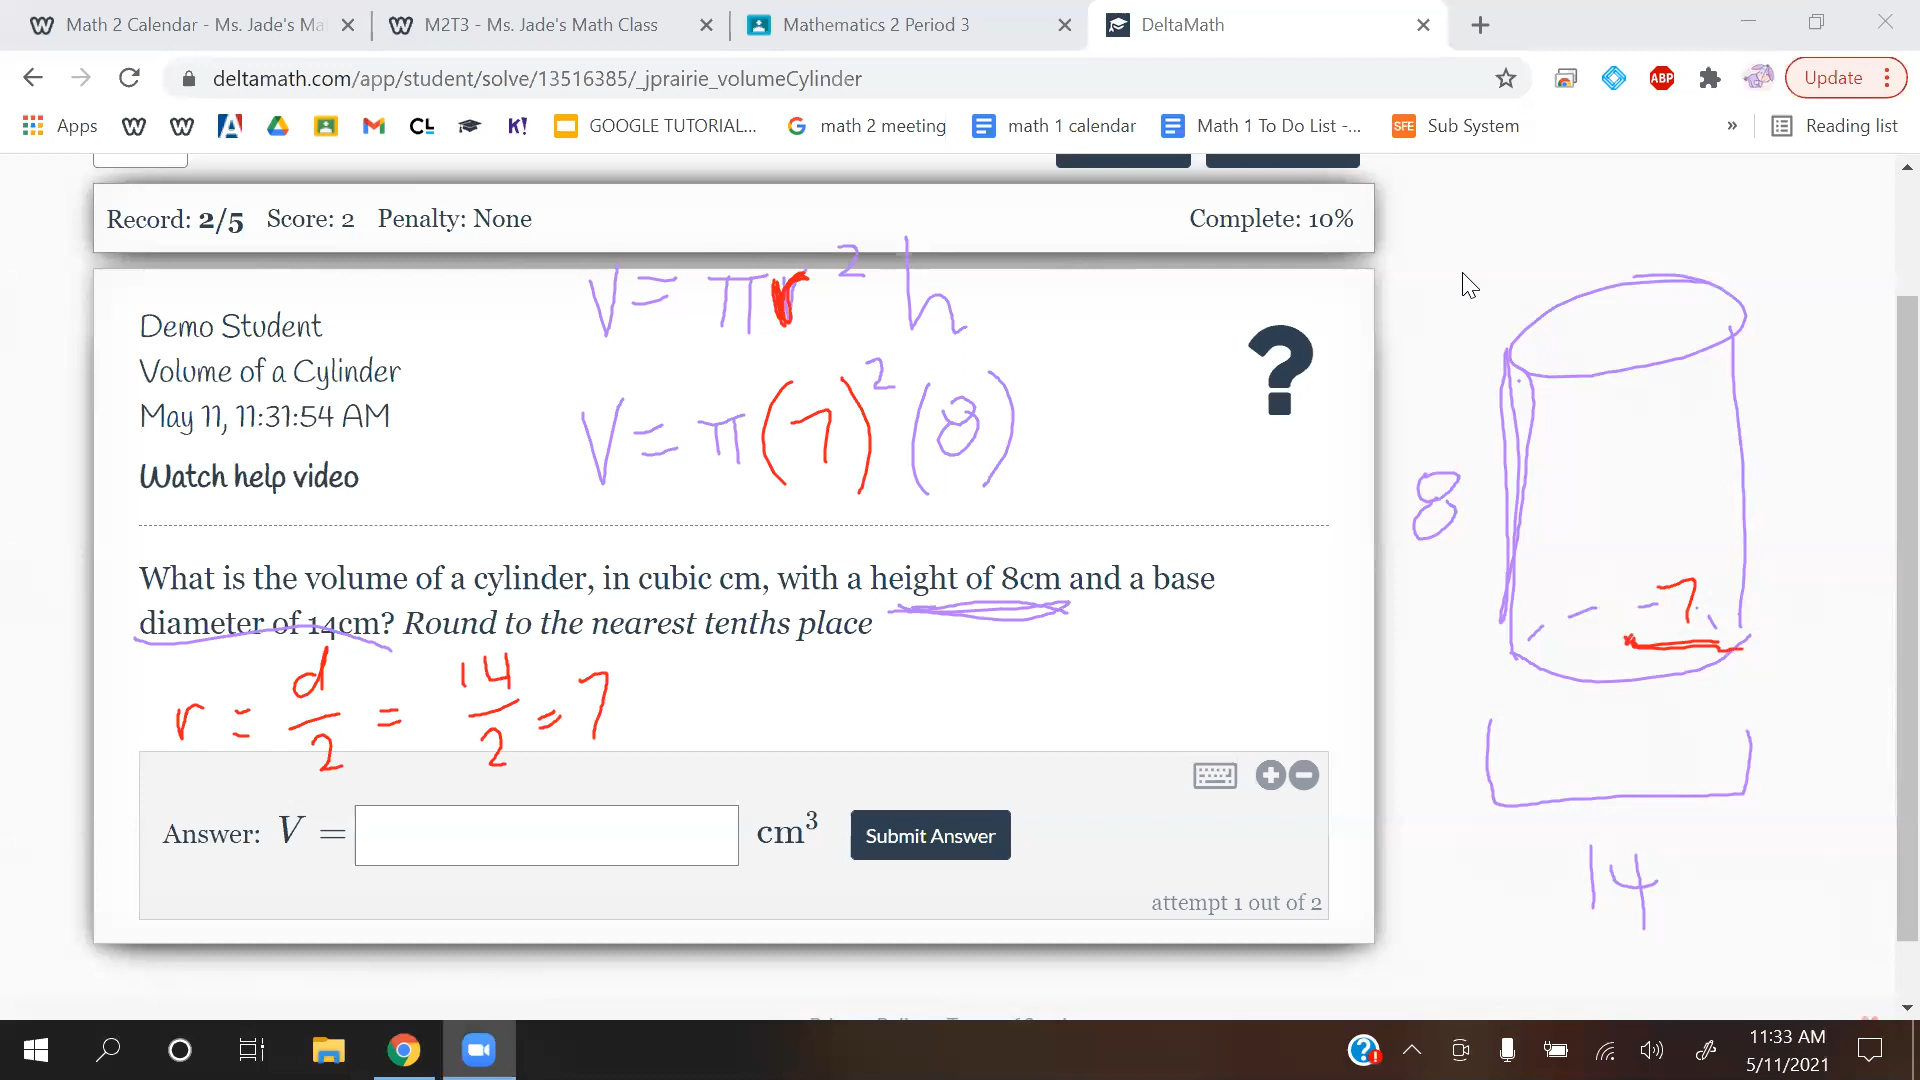 Math 2 Calendar - Ms. Jade's Ma
M2T3 - Ms. Jade's Math Class
Mathematics 2 Period 3
DeltaMath
deltamath.com/app/student/solve/13516385/_jprairie_volumeCylinder
ABP
Update
Apps
CL
K!
GOOGLE TUTORIAL...
math 2 meeting
math 1 calendar
Math 1 To Do List -...
SFE
Sub System
»
Reading list
Record: 2/5 Score: 2 Penalty: None
Complete: 10%
V = πr² h
Demo Student
Volume of a Cylinder
May 11, 11:31:54 AM
Watch help video
?
V = π(7)²(8)
8
7
14
What is the volume of a cylinder, in cubic cm, with a height of 8cm and a base
diameter of 14cm? Round to the nearest tenths place
r = d/2 = 14/2 = 7
Answer: V = cm³
Submit Answer
attempt 1 out of 2
11:33 AM
5/11/2021